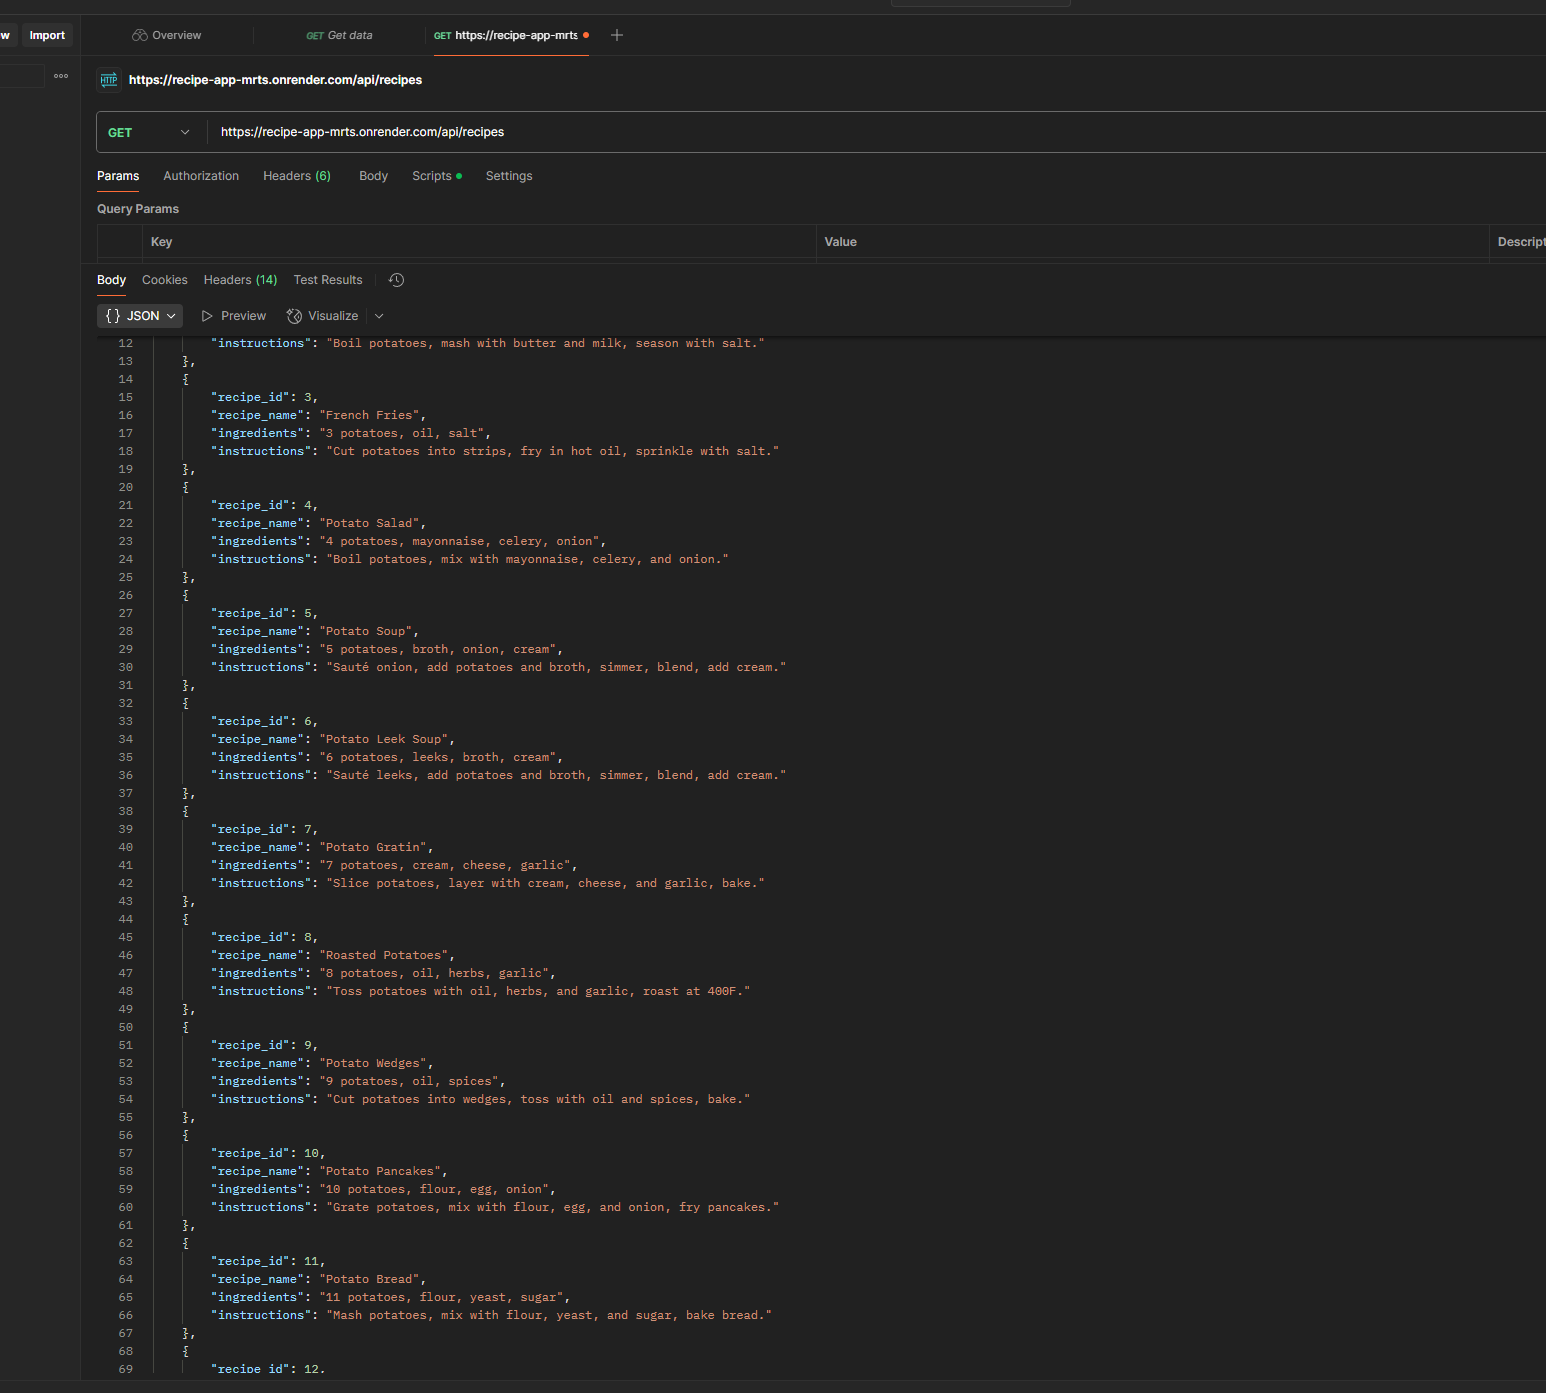 Import
Overview
GET Get data
GET https://recipe-app-mrts
HTTP https://recipe-app-mrts.onrender.com/api/recipes
GET https://recipe-app-mrts.onrender.com/api/recipes
Params Authorization Headers (6) Body Scripts Settings
Query Params
Key Value Descript
Body Cookies Headers (14) Test Results
{ } JSON Preview Visualize
12 "instructions": "Boil potatoes, mash with butter and milk, season with salt."
13 },
14 {
15 "recipe_id": 3,
16 "recipe_name": "French Fries",
17 "ingredients": "3 potatoes, oil, salt",
18 "instructions": "Cut potatoes into strips, fry in hot oil, sprinkle with salt."
19 },
20 {
21 "recipe_id": 4,
22 "recipe_name": "Potato Salad",
23 "ingredients": "4 potatoes, mayonnaise, celery, onion",
24 "instructions": "Boil potatoes, mix with mayonnaise, celery, and onion."
25 },
26 {
27 "recipe_id": 5,
28 "recipe_name": "Potato Soup",
29 "ingredients": "5 potatoes, broth, onion, cream",
30 "instructions": "Sauté onion, add potatoes and broth, simmer, blend, add cream."
31 },
32 {
33 "recipe_id": 6,
34 "recipe_name": "Potato Leek Soup",
35 "ingredients": "6 potatoes, leeks, broth, cream",
36 "instructions": "Sauté leeks, add potatoes and broth, simmer, blend, add cream."
37 },
38 {
39 "recipe_id": 7,
40 "recipe_name": "Potato Gratin",
41 "ingredients": "7 potatoes, cream, cheese, garlic",
42 "instructions": "Slice potatoes, layer with cream, cheese, and garlic, bake."
43 },
44 {
45 "recipe_id": 8,
46 "recipe_name": "Roasted Potatoes",
47 "ingredients": "8 potatoes, oil, herbs, garlic",
48 "instructions": "Toss potatoes with oil, herbs, and garlic, roast at 400F."
49 },
50 {
51 "recipe_id": 9,
52 "recipe_name": "Potato Wedges",
53 "ingredients": "9 potatoes, oil, spices",
54 "instructions": "Cut potatoes into wedges, toss with oil and spices, bake."
55 },
56 {
57 "recipe_id": 10,
58 "recipe_name": "Potato Pancakes",
59 "ingredients": "10 potatoes, flour, egg, onion",
60 "instructions": "Grate potatoes, mix with flour, egg, and onion, fry pancakes."
61 },
62 {
63 "recipe_id": 11,
64 "recipe_name": "Potato Bread",
65 "ingredients": "11 potatoes, flour, yeast, sugar",
66 "instructions": "Mash potatoes, mix with flour, yeast, and sugar, bake bread."
67 },
68 {
69 "recipe_id": 12,